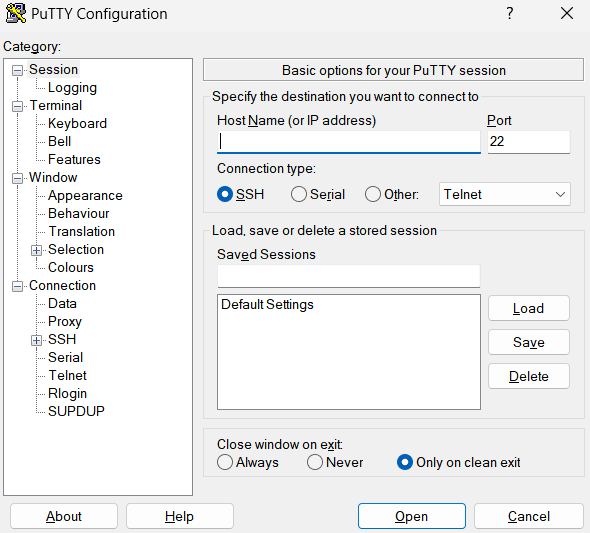 PuTTY Configuration
?
Category:
Session
Logging
Terminal
Keyboard
Bell
Features
Window
Appearance
Behaviour
Translation
Selection
Colours
Connection
Data
Proxy
SSH
Serial
Telnet
Rlogin
SUPDUP
Basic options for your PuTTY session
Specify the destination you want to connect to
Host Name (or IP address) Port
22
Connection type:
SSH Serial Other: Telnet
Load, save or delete a stored session
Saved Sessions
Default Settings
Load
Save
Delete
Close window on exit:
Always Never Only on clean exit
About Help Open Cancel